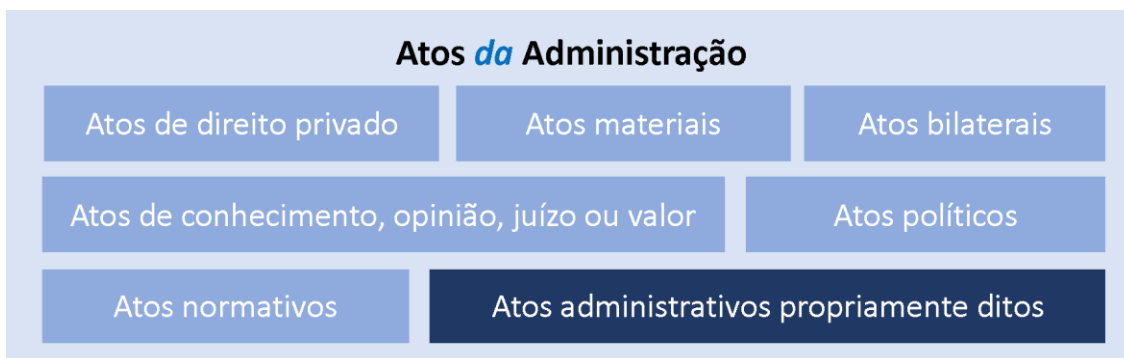 Atos da Administração
Atos de direito privado
Atos materiais
Atos bilaterais
Atos de conhecimento, opinião, juízo ou valor
Atos políticos
Atos normativos
Atos administrativos propriamente ditos